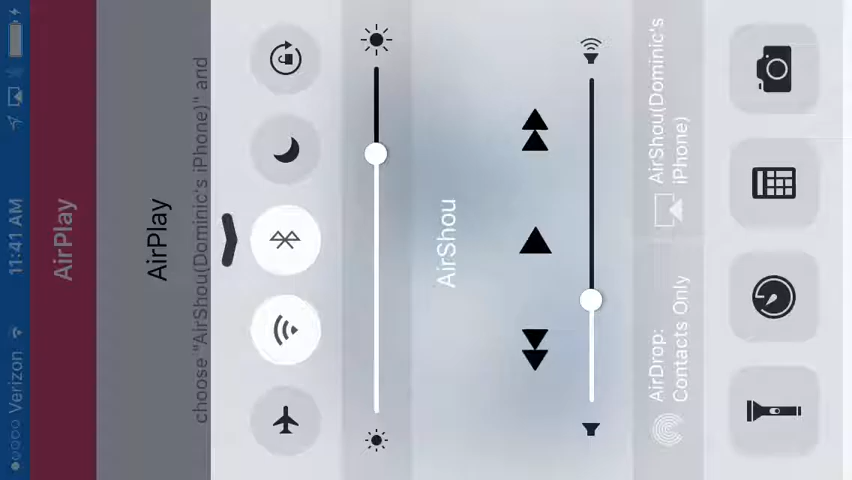 Verizon 11:41 AM
AirPlay
AirPlay
choose "AirShou(Dominic's iPhone)" and
AirShou
AirDrop:
Contacts Only
AirShou(Dominic's
iPhone)